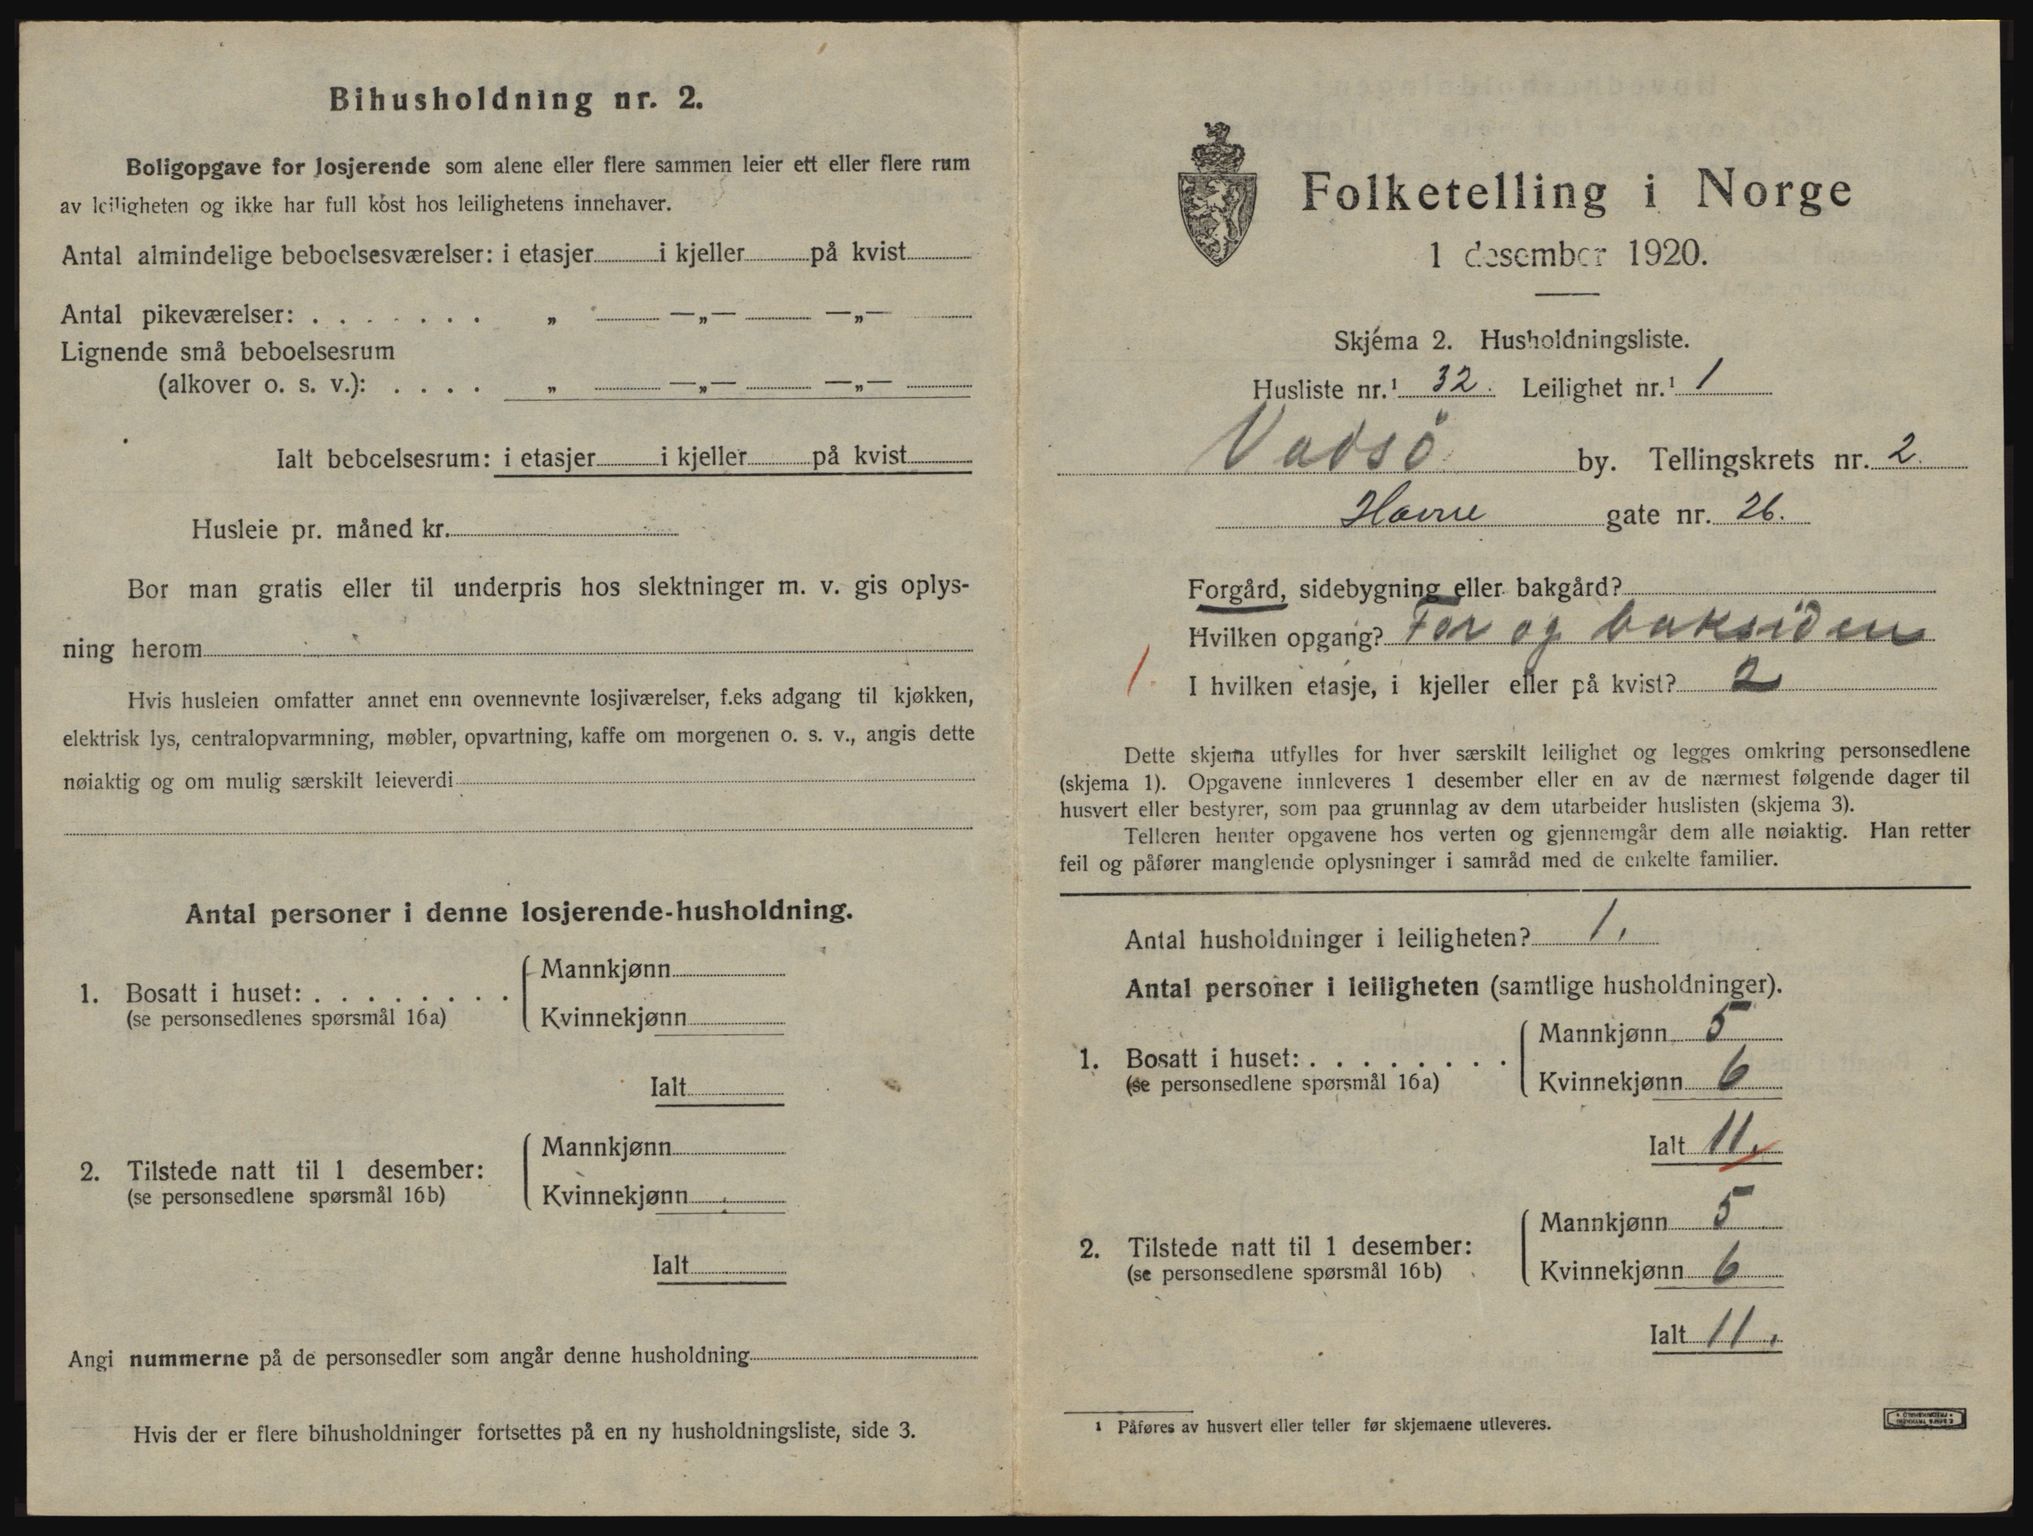 Bihusholdning nr. 2.
Boligopgave for losjerende som alene eller flere sammen leier ett eller flere rum
av leiligheten og ikke har full kost hos leilighetens innehaver.
Antal almindelige beboelsesværelser: i etasjer i kjeller på kvist
Antal pikeværelser: . . . . . . . „ —„— —„—
Lignende små beboelsesrum
(alkover o. s. v.): . . . . „ —„— —„—
Ialt beboelsesrum: i etasjer i kjeller på kvist
Husleie pr. måned kr.
Bor man gratis eller til underpris hos slektninger m. v. gis oplys-
ning herom
Hvis husleien omfatter annet enn ovennevnte losjiværelser, f.eks adgang til kjøkken,
elektrisk lys, centralopvarmning, møbler, opvartning, kaffe om morgenen o. s. v., angis dette
nøiaktig og om mulig særskilt leieverdi
Antal personer i denne losjerende-husholdning.
Mannkjønn
1. Bosatt i huset: . . . . . . . .
(se personsedlenes spørsmål 16a)
Kvinnekjønn
Ialt
Mannkjønn
2. Tilstede natt til 1 desember:
(se personsedlene spørsmål 16b)
Kvinnekjønn
Ialt
Angi nummerne på de personsedler som angår denne husholdning
Hvis der er flere bihusholdninger fortsettes på en ny husholdningsliste, side 3.
Folketelling i Norge
1 desember 1920.
Skjema 2. Husholdningsliste.
Husliste nr.¹ 32. Leilighet nr.¹ 1
Vadsö by. Tellingskrets nr. 2.
Havne gate nr. 26.
Forgård, sidebygning eller bakgård?
Hvilken opgang? For og baksiden
1. I hvilken etasje, i kjeller eller på kvist? 2
Dette skjema utfylles for hver særskilt leilighet og legges omkring personsedlene
(skjema 1). Opgavene innleveres 1 desember eller en av de nærmest følgende dager til
husvert eller bestyrer, som paa grunnlag av dem utarbeider huslisten (skjema 3).
Telleren henter opgavene hos verten og gjennemgår dem alle nøiaktig. Han retter
feil og påfører manglende oplysninger i samråd med de enkelte familier.
Antal husholdninger i leiligheten? 1.
Antal personer i leiligheten (samtlige husholdninger).
Mannkjønn 5
1. Bosatt i huset: . . . . . . . .
(se personsedlene spørsmål 16a)
Kvinnekjønn 6
Ialt 11.
Mannkjønn 5
2. Tilstede natt til 1 desember:
(se personsedlene spørsmål 16b)
Kvinnekjønn 6
Ialt 11.
¹ Påføres av husvert eller teller før skjemaene utleveres.